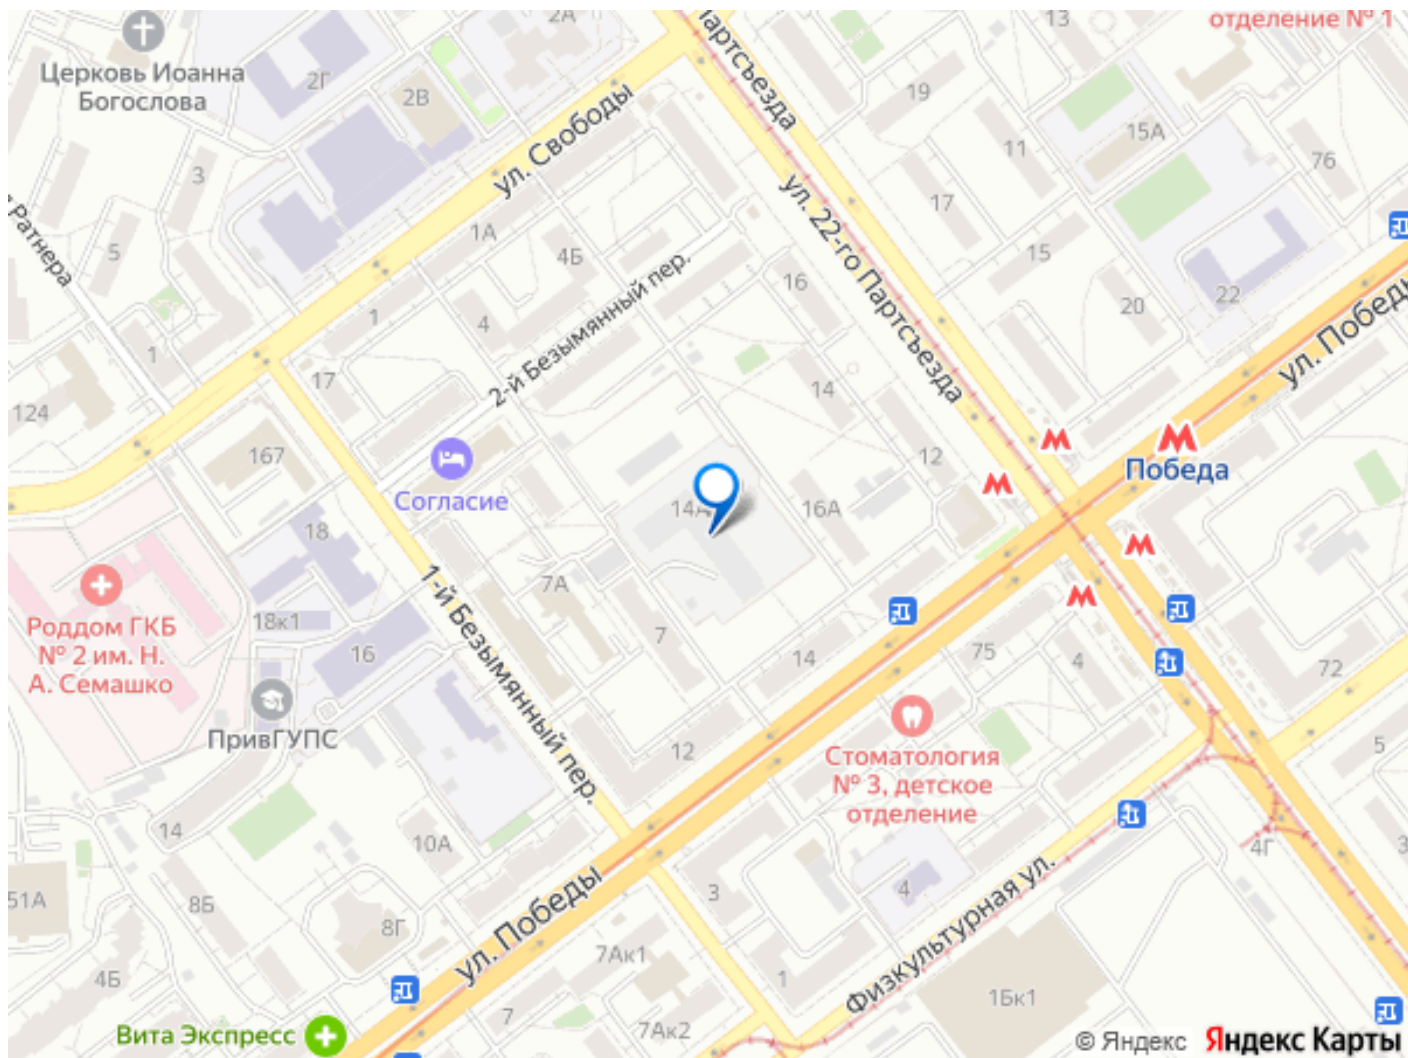 отделение № 1
2А
13
Партсъезда
Церковь Иоанна
Богослова
2Г
2В
19
ул. Свободы
15А
11
76
3
ул. 22-го Партсъезда
17
Ратнера
1А
5
4Б
2-й Безымянный пер.
15
16
20
22
ул. Победы
1
4
1
17
14
124
167
12
Победа
Согласие
14А
16А
18
1-й Безымянный пер.
7А
Роддом ГКБ
№ 2 им. Н.
А. Семашко
18к1
16
7
14
75
4
72
ПривГУПС
12
Стоматология
№ 3, детское
отделение
5
14
10А
4Г
3
51А
8Б
8Г
3
4
ул. Победы
Физкультурная ул.
7Ак1
4Б
1
1Бк1
7
7Ак2
Вита Экспресс
© Яндекс Яндекс Карты